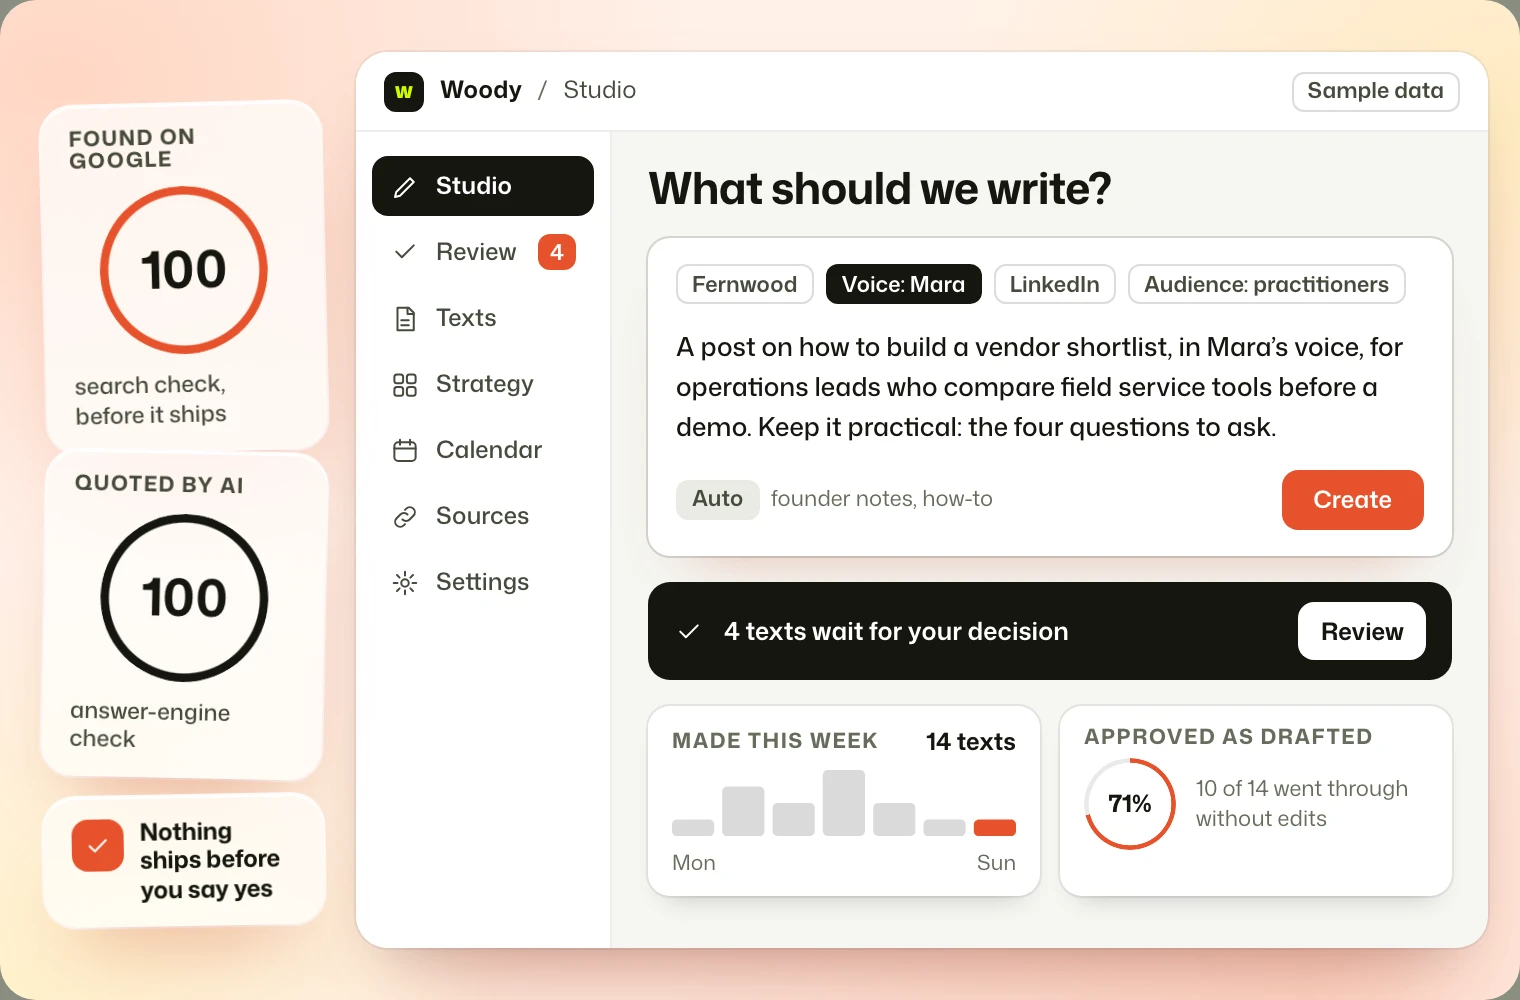 FOUND ON
GOOGLE
100
search check,
before it ships
QUOTED BY AI
100
answer-engine
check
Nothing
ships before
you say yes
w Woody / Studio
Sample data
Studio
Review 4
Texts
Strategy
Calendar
Sources
Settings
What should we write?
Fernwood Voice: Mara LinkedIn Audience: practitioners
A post on how to build a vendor shortlist, in Mara’s voice, for
operations leads who compare field service tools before a
demo. Keep it practical: the four questions to ask.
Auto founder notes, how-to
Create
4 texts wait for your decision
Review
MADE THIS WEEK 14 texts
Mon Sun
APPROVED AS DRAFTED
71%
10 of 14 went through
without edits